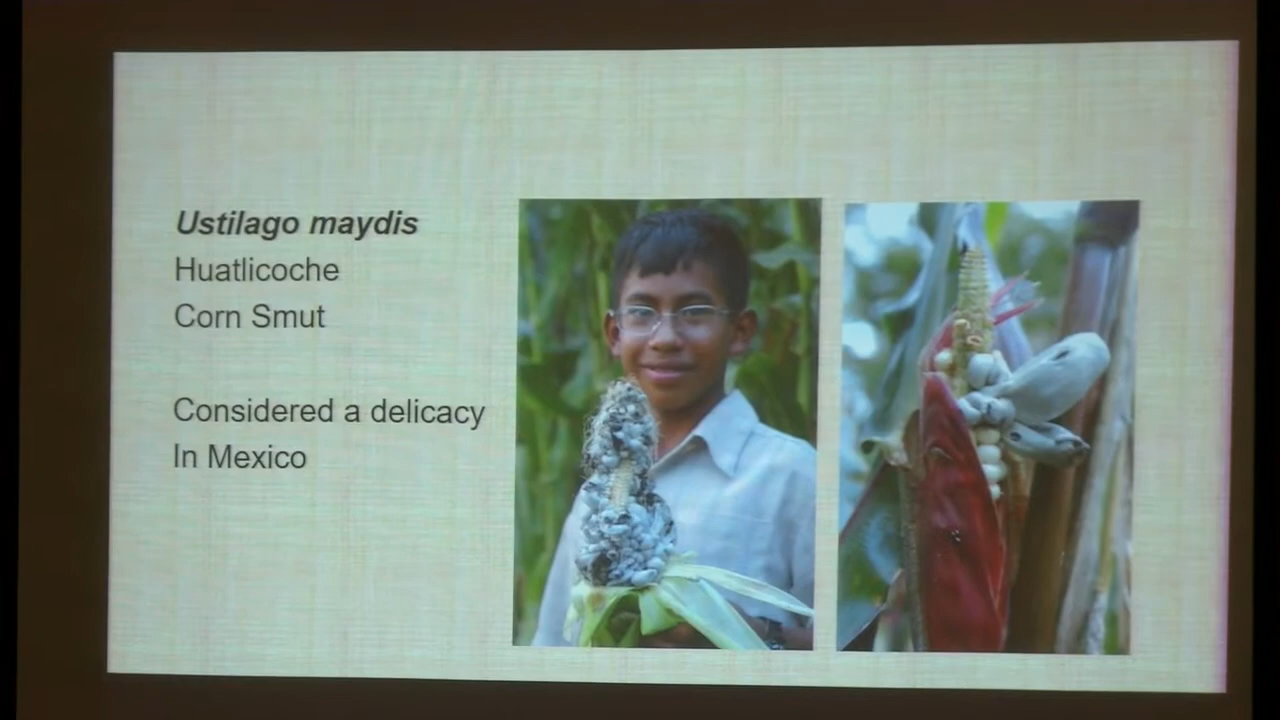 Ustilago maydis
Huatlicoche
Corn Smut
Considered a delicacy
In Mexico